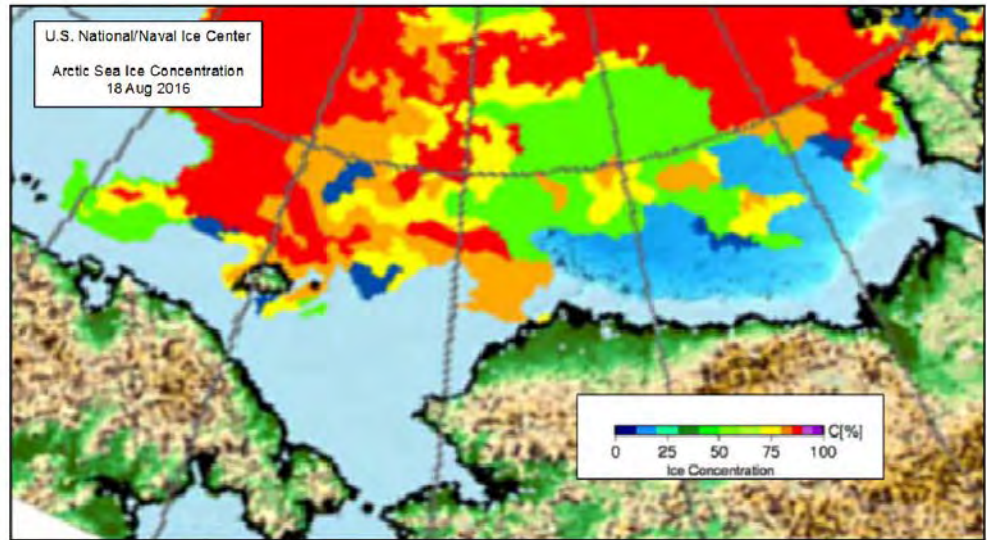 U.S. National/Naval Ice Center
Arctic Sea Ice Concentration
18 Aug 2016
C[%]
0 25 50 75 100
Ice Concentration